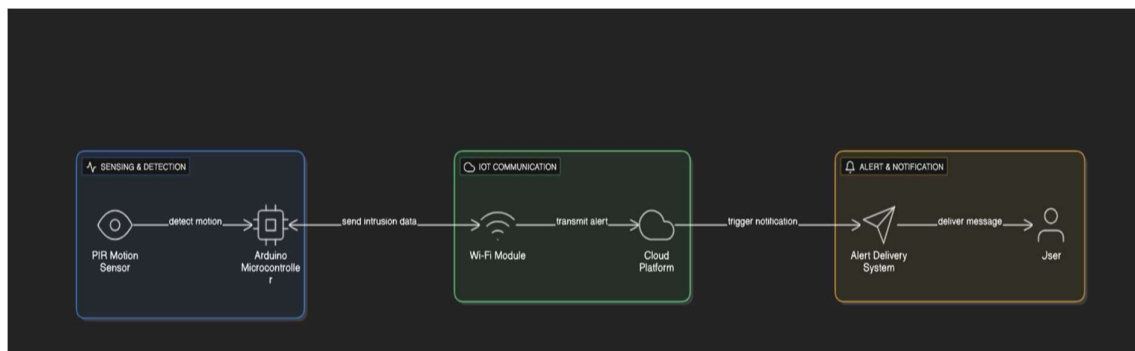 SENSING & DETECTION
IOT COMMUNICATION
ALERT & NOTIFICATION
detect motion
send intrusion data
transmit alert
trigger notification
deliver message
PIR Motion
Sensor
Arduino
Microcontrolle
r
Wi-Fi Module
Cloud
Platform
Alert Delivery
System
Jser